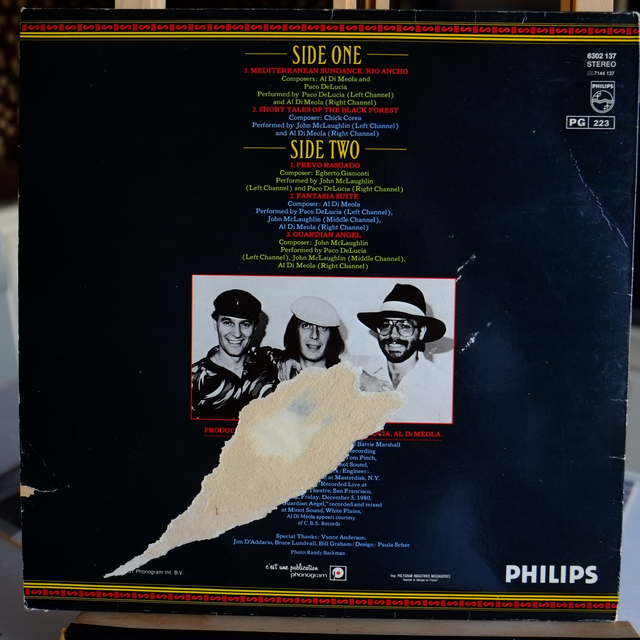 SIDE ONE
1. MEDITERRANEAN SUNDANCE/RIO ANCHO
Composers: Al Di Meola and
Paco DeLucia
Performed by Paco DeLucia (Left Channel)
and Al Di Meola (Right Channel)
2. SHORT TALES OF THE BLACK FOREST
Composer: Chick Corea
Performed by John McLaughlin (Left Channel)
and Al Di Meola (Right Channel)
SIDE TWO
1. FREVO RASGADO
Composer: Egberto Gismonti
Performed by John McLaughlin
(Left Channel) and Paco DeLucia (Right Channel)
2. FANTASIA SUITE
Composer: Al Di Meola
Performed by Paco DeLucia (Left Channel),
John McLaughlin (Middle Channel),
Al Di Meola (Right Channel)
3. GUARDIAN ANGEL
Composer: John McLaughlin
Performed by Paco DeLucia
(Left Channel), John McLaughlin (Middle Channel),
Al Di Meola (Right Channel)
6302 137
STEREO
7144 137
PHILIPS
PG 223
AL DI MEOLA
Barrie Marshall
Recording
Tom Pinch,
Sound,
Engineer:
at Masterdisk, N.Y.
Recorded Live at
Theatre, San Francisco,
Friday, December 5, 1980,
Guardian Angel," recorded and mixed
at Minot Sound, White Plains,
Al Di Meola appears courtesy
of C.B.S. Records
Special Thanks: Vance Anderson,
Jim D'Addario, Bruce Lundvall, Bill Graham/Design: Paula Scher
Photo: Randy Backman
Phonogram Int. B.V.
c'est une publication
phonogram
PHILIPS